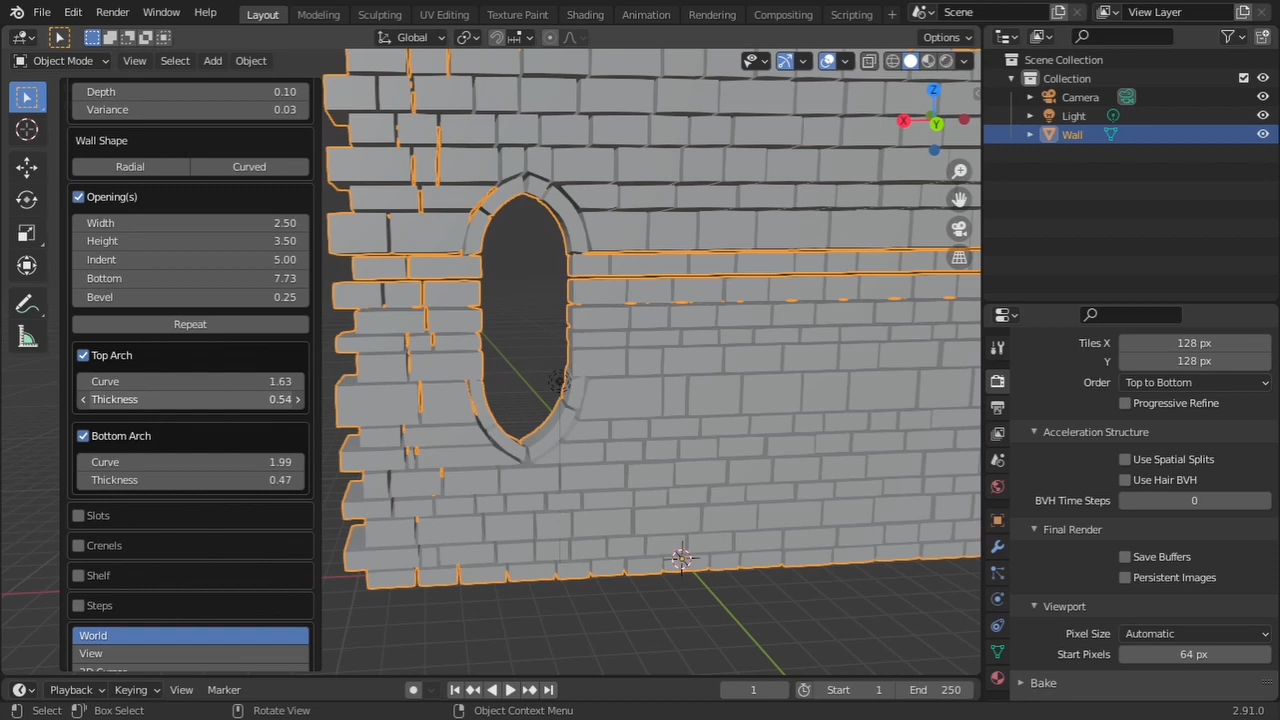 File Edit Render Window Help Layout Modeling Sculpting UV Editing Texture Paint Shading Animation Rendering Compositing Scripting + Scene View Layer
Global Options
Object Mode View Select Add Object
Depth 0.10
Variance 0.03
Wall Shape
Radial Curved
Opening(s)
Width 2.50
Height 3.50
Indent 5.00
Bottom 7.73
Bevel 0.25
Repeat
Top Arch
Curve 1.63
Thickness 0.54
Bottom Arch
Curve 1.99
Thickness 0.47
Slots
Crenels
Shelf
Steps
World
View
Z
X
Y
Scene Collection
Collection
Camera
Light
Wall
Tiles X 128 px
Y 128 px
Order Top to Bottom
Progressive Refine
Acceleration Structure
Use Spatial Splits
Use Hair BVH
BVH Time Steps 0
Final Render
Save Buffers
Persistent Images
Viewport
Pixel Size Automatic
Start Pixels 64 px
Bake
Playback Keying View Marker 1 Start 1 End 250
Select Box Select Rotate View Object Context Menu 2.91.0